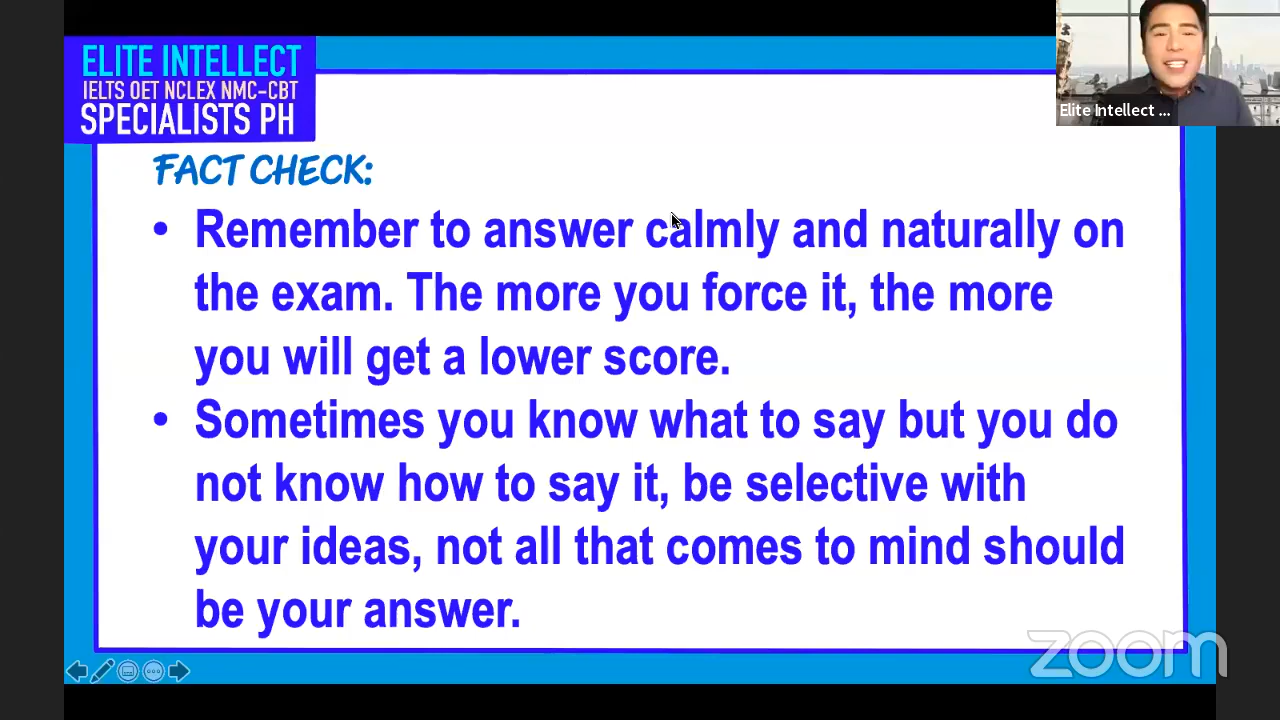 ELITE INTELLECT
IELTS OET NCLEX NMC-CBT
SPECIALISTS PH
Elite Intellect ...
FACT CHECK:
• Remember to answer calmly and naturally on
the exam. The more you force it, the more
you will get a lower score.
• Sometimes you know what to say but you do
not know how to say it, be selective with
your ideas, not all that comes to mind should
be your answer.
zoom